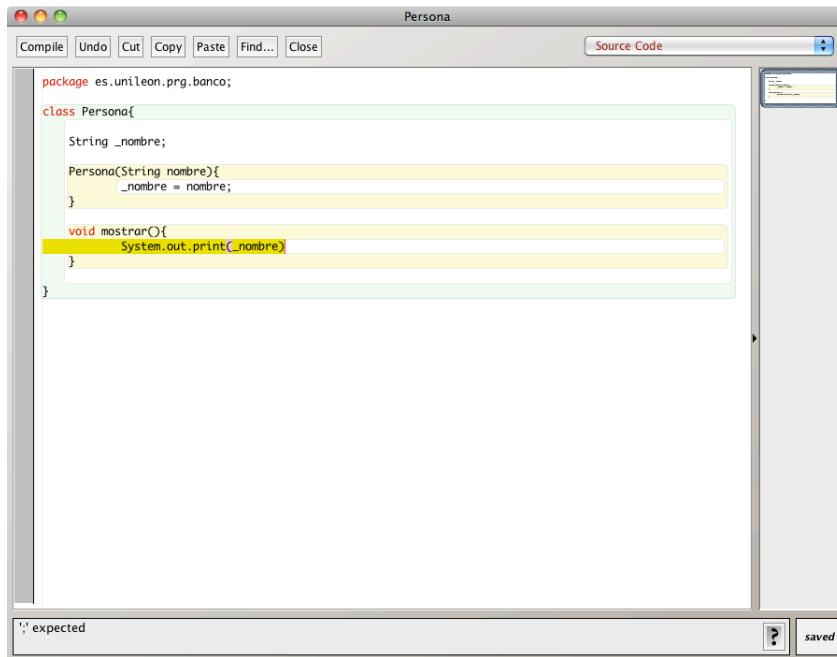 Persona
Compile Undo Cut Copy Paste Find... Close Source Code
package es.unileon.prg.banco;
class Persona{
String _nombre;
Persona(String nombre){
_nombre = nombre;
}
void mostrar(){
System.out.print(_nombre)
}
}
';' expected ? saved